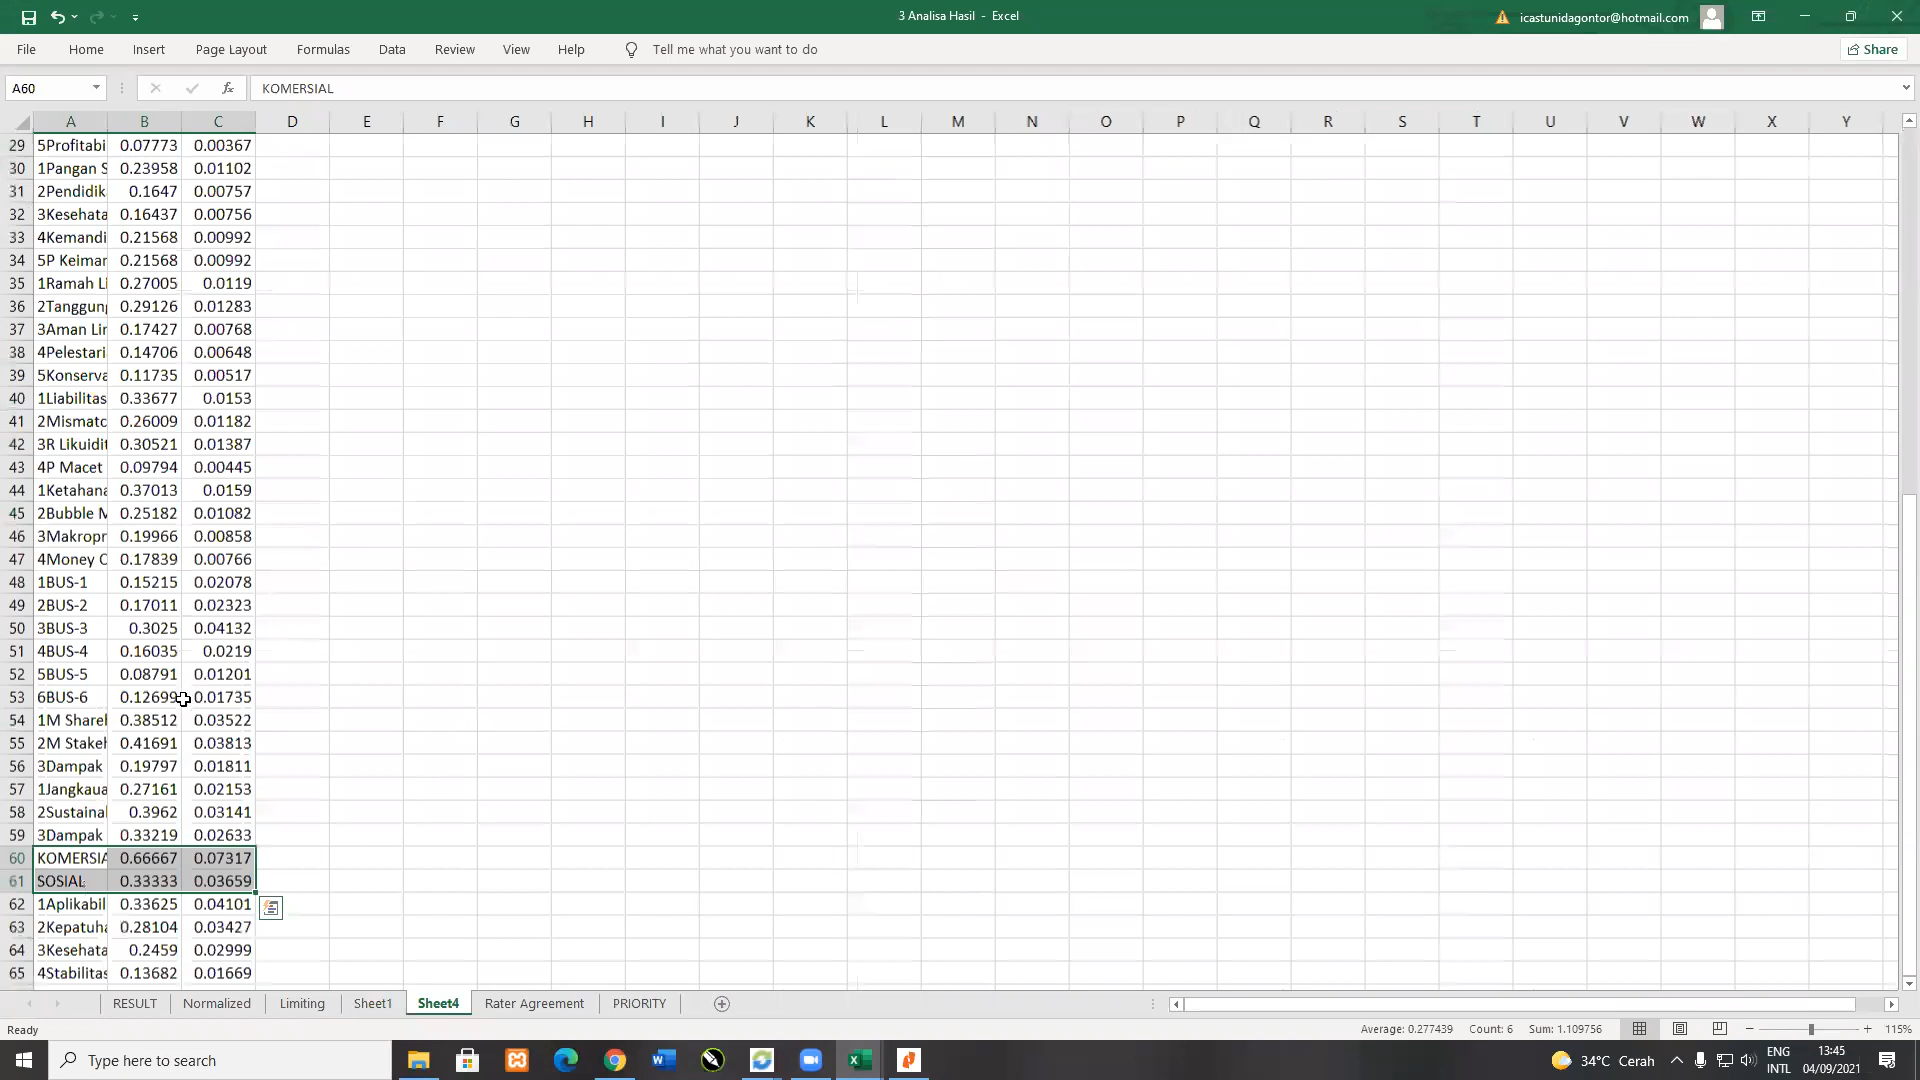 3 Analisa Hasil - Excel
icastunidagontor@hotmail.com
File Home Insert Page Layout Formulas Data Review View Help Tell me what you want to do Share
A60 fx KOMERSIAL
A B C D E F G H I J K L M N O P Q R S T U V W X Y
29 5Profitabi 0.07773 0.00367
30 1Pangan S 0.23958 0.01102
31 2Pendidik 0.1647 0.00757
32 3Kesehata 0.16437 0.00756
33 4Kemandi 0.21568 0.00992
34 5P Keimar 0.21568 0.00992
35 1Ramah Li 0.27005 0.0119
36 2Tanggung 0.29126 0.01283
37 3Aman Lir 0.17427 0.00768
38 4Pelestari 0.14706 0.00648
39 5Konserva 0.11735 0.00517
40 1Liabilitas 0.33677 0.0153
41 2Mismatc 0.26009 0.01182
42 3R Likuidit 0.30521 0.01387
43 4P Macet 0.09794 0.00445
44 1Ketahana 0.37013 0.0159
45 2Bubble M 0.25182 0.01082
46 3Makropr 0.19966 0.00858
47 4Money C 0.17839 0.00766
48 1BUS-1 0.15215 0.02078
49 2BUS-2 0.17011 0.02323
50 3BUS-3 0.3025 0.04132
51 4BUS-4 0.16035 0.0219
52 5BUS-5 0.08791 0.01201
53 6BUS-6 0.12699 0.01735
54 1M Shareh 0.38512 0.03522
55 2M Stakeh 0.41691 0.03813
56 3Dampak 0.19797 0.01811
57 1Jangkaua 0.27161 0.02153
58 2Sustainal 0.3962 0.03141
59 3Dampak 0.33219 0.02633
60 KOMERSIA 0.66667 0.07317
61 SOSIAL 0.33333 0.03659
62 1Aplikabil 0.33625 0.04101
63 2Kepatuha 0.28104 0.03427
64 3Kesehata 0.2459 0.02999
65 4Stabilitas 0.13682 0.01669
RESULT Normalized Limiting Sheet1 Sheet4 Rater Agreement PRIORITY
Ready Average: 0.277439 Count: 6 Sum: 1.109756 115%
Type here to search 34°C Cerah ENG 13:45
INTL 04/09/2021